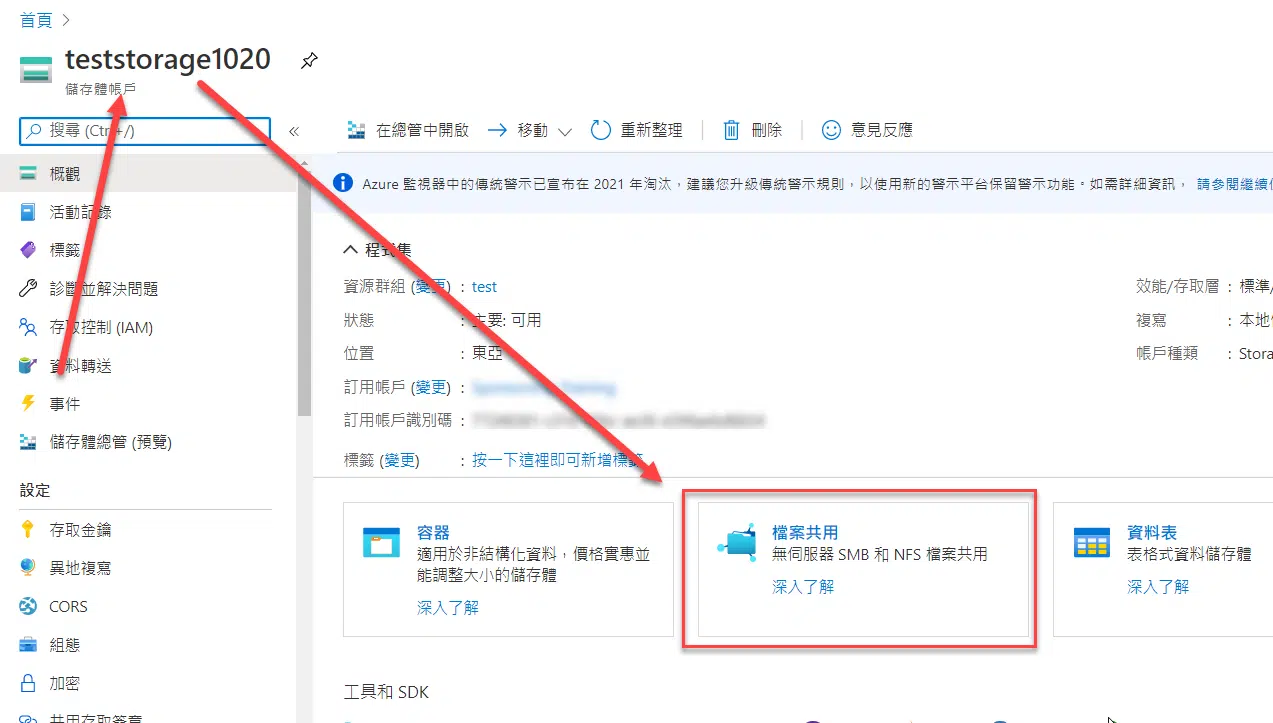 首頁
teststorage1020
儲存體帳戶
搜尋 (Ctrl+/)
«
在總管中開啟
移動
重新整理
刪除
意見反應
概觀
活動記錄
標籤
診斷並解決問題
存取控制 (IAM)
資料轉送
事件
儲存體總管 (預覽)
設定
存取金鑰
異地複寫
CORS
組態
加密
共用存取簽章
Azure 監視器中的傳統警示已宣布在 2021 年淘汰，建議您升級傳統警示規則，以使用新的警示平台保留警示功能。如需詳細資訊， 請參閱繼續
程式集
資源群組 (變更) : test
狀態 : 主要: 可用
位置 : 東亞
訂用帳戶 (變更) :
訂用帳戶識別碼 :
標籤 (變更) : 按一下這裡即可新增標籤
效能/存取層 : 標準/
複寫 : 本地
帳戶種類 : Stora
容器
適用於非結構化資料，價格實惠並
能調整大小的儲存體
深入了解
檔案共用
無伺服器 SMB 和 NFS 檔案共用
深入了解
資料表
表格式資料儲存體
深入了解
工具和 SDK